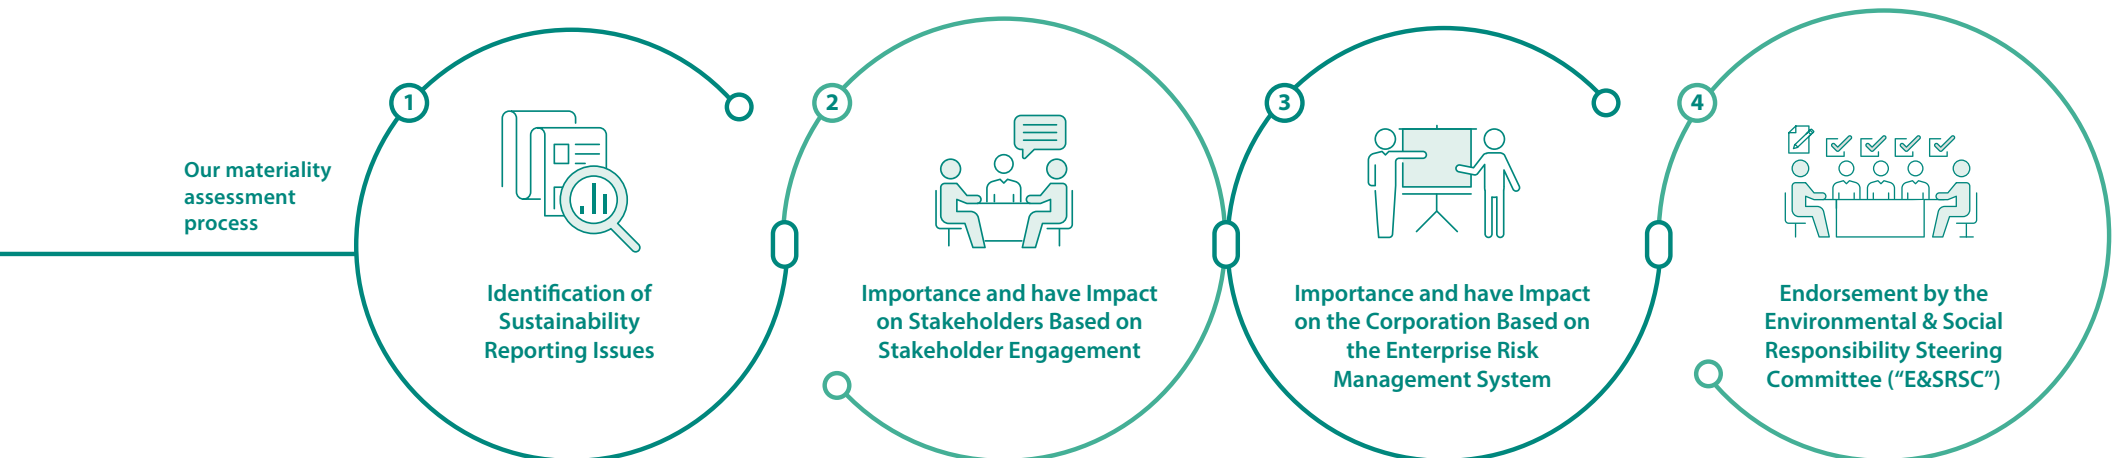 Our materiality
assessment
process
1
Identification of
Sustainability
Reporting Issues
2
Importance and have Impact
on Stakeholders Based on
Stakeholder Engagement
3
Importance and have Impact
on the Corporation Based on
the Enterprise Risk
Management System
4
Endorsement by the
Environmental & Social
Responsibility Steering
Committee (“E&SRSC”)